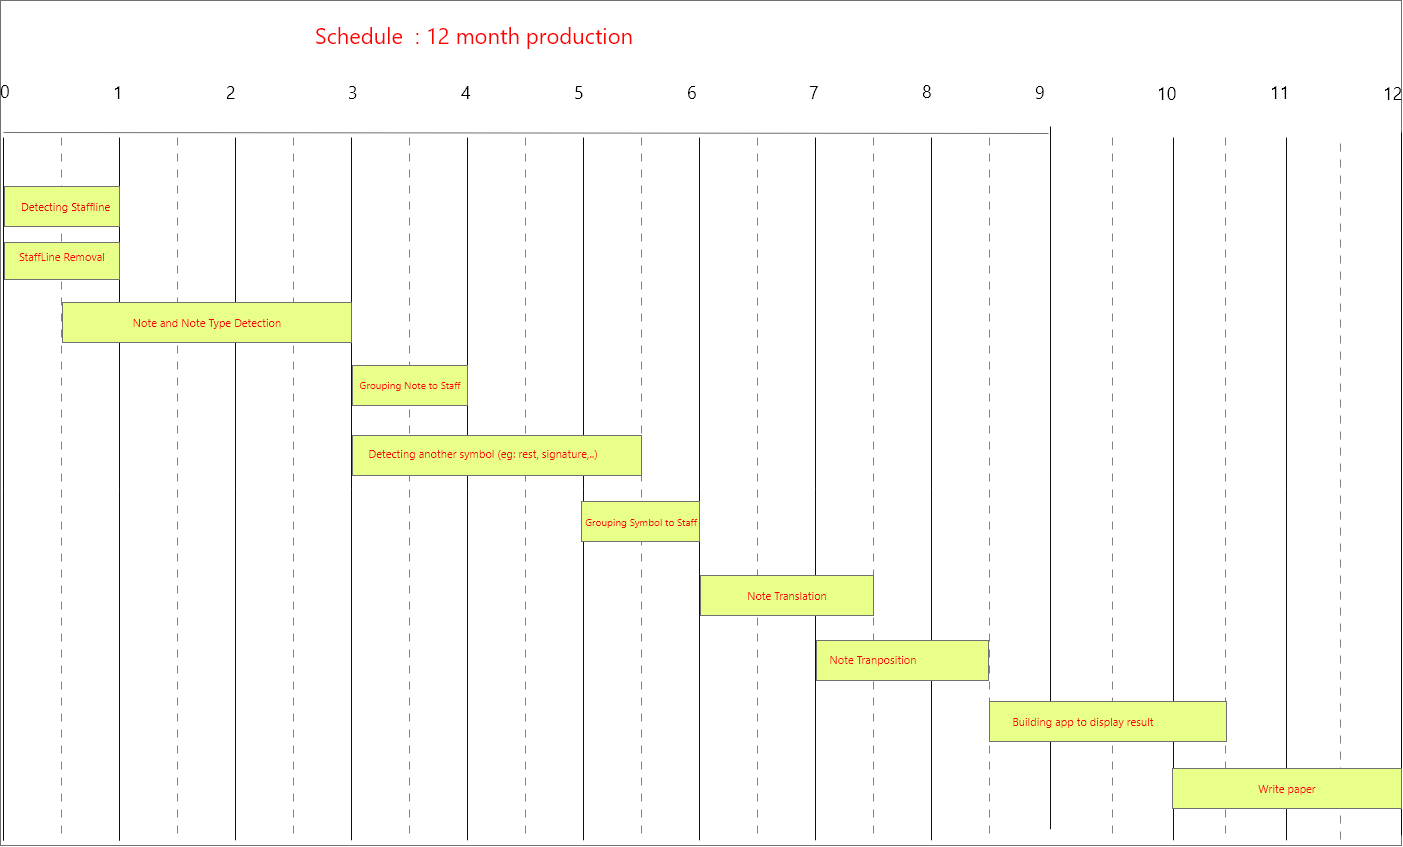 Schedule : 12 month production
0 1 2 3 4 5 6 7 8 9 10 11 12
Detecting Staffline
StaffLine Removal
Note and Note Type Detection
Grouping Note to Staff
Detecting another symbol (eg: rest, signature,..)
Grouping Symbol to Staff
Note Translation
Note Tranposition
Building app to display result
Write paper